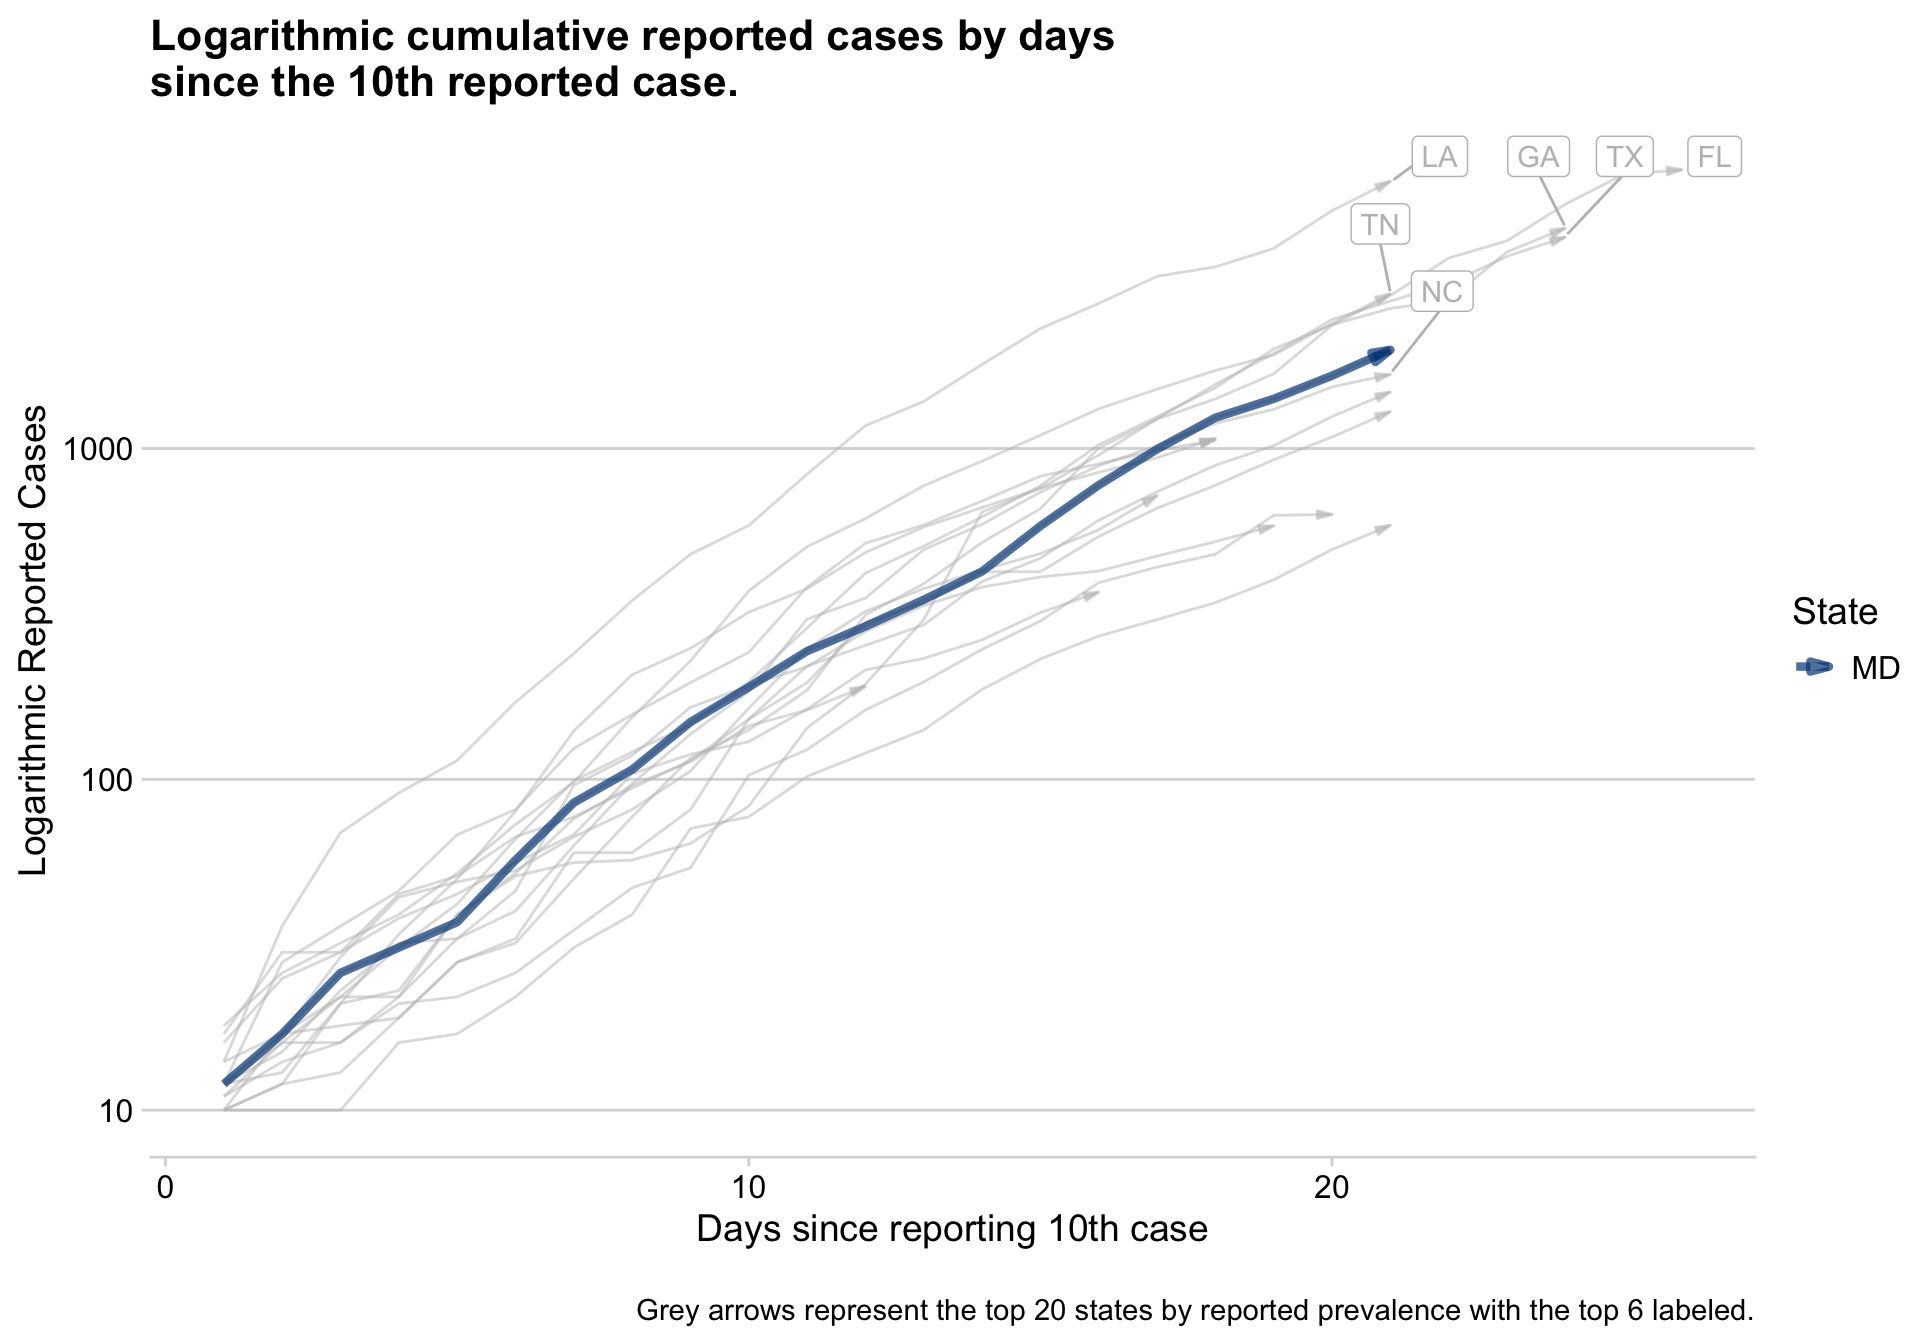 Logarithmic cumulative reported cases by days
since the 10th reported case.
LA
GA
TX
FL
TN
NC
Logarithmic Reported Cases
1000
100
10
State
MD
0
10
20
Days since reporting 10th case
Grey arrows represent the top 20 states by reported prevalence with the top 6 labeled.